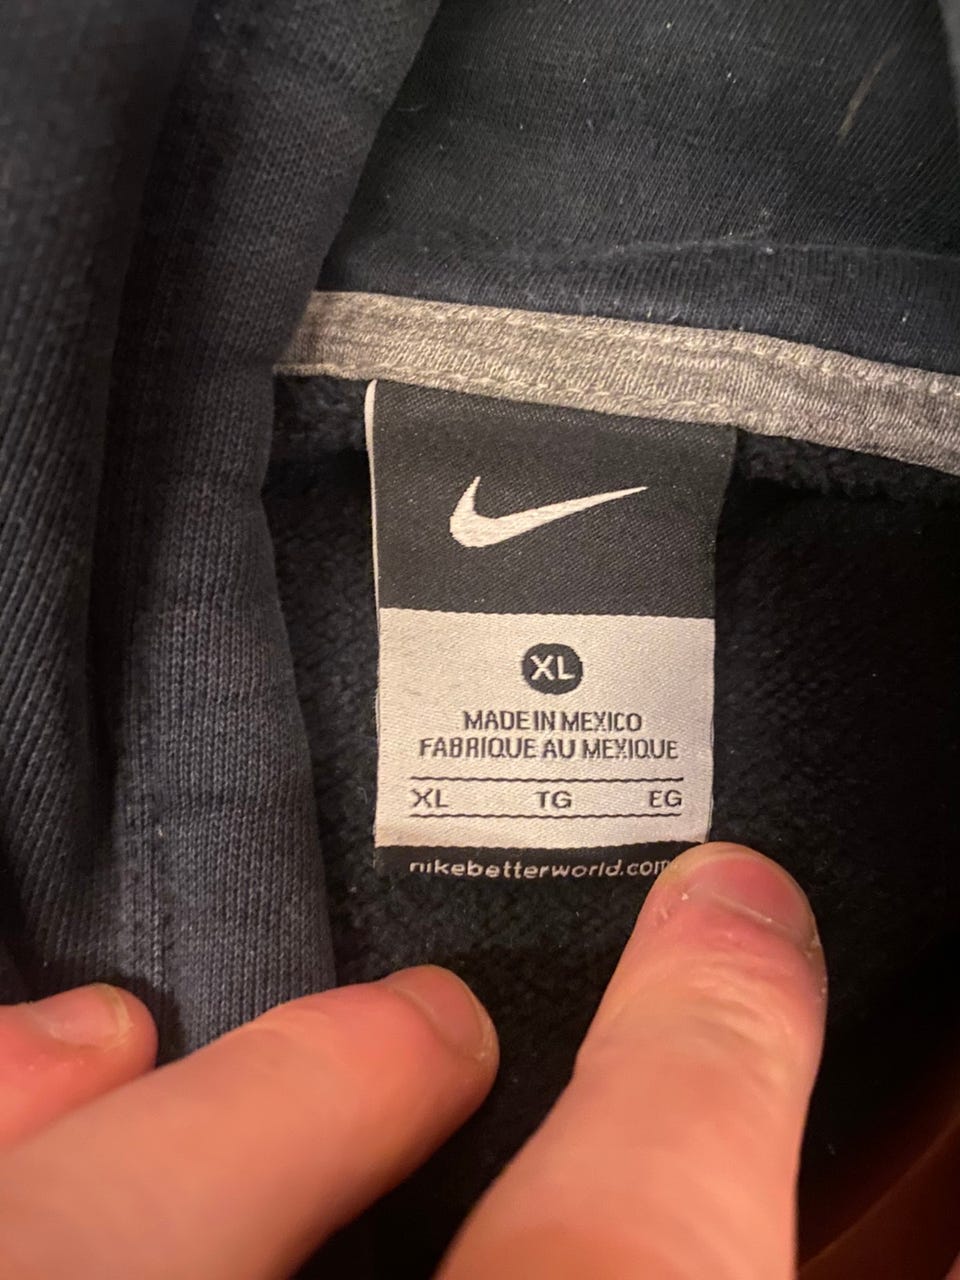 XL
MADE IN MEXICO
FABRIQUE AU MEXIQUE
XL TG EG
nikebetterworld.com